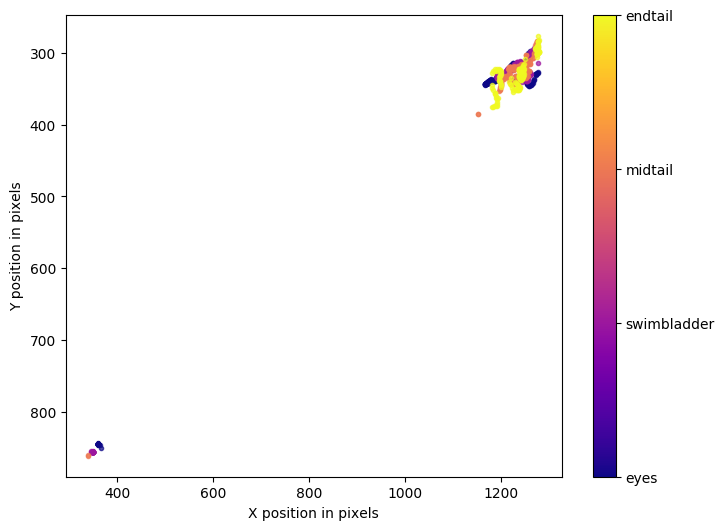 300
400
500
600
700
800
Y position in pixels
400
600
800
1000
1200
X position in pixels
endtail
midtail
swimbladder
eyes